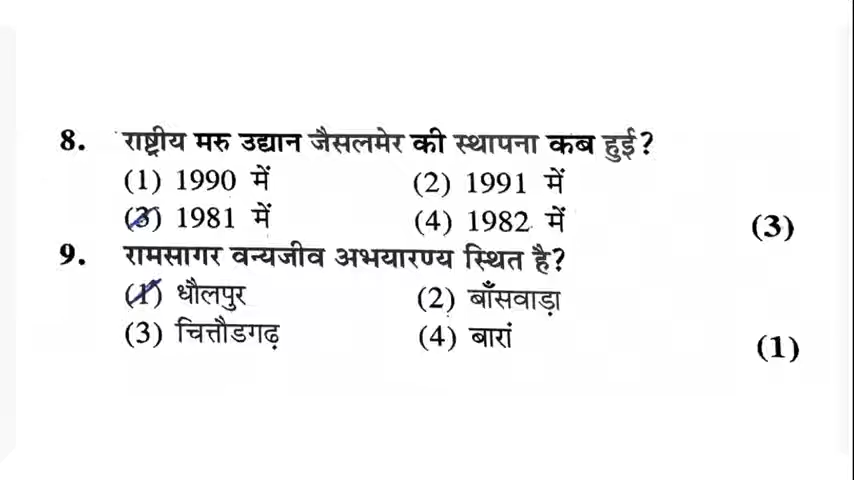 8. राष्ट्रीय मरु उद्यान जैसलमेर की स्थापना कब हुई?
(1) 1990 में (2) 1991 में
(3) 1981 में (4) 1982 में (3)
9. रामसागर वन्यजीव अभयारण्य स्थित है?
(1) धौलपुर (2) बाँसवाड़ा
(3) चित्तौडगढ़ (4) बारां (1)